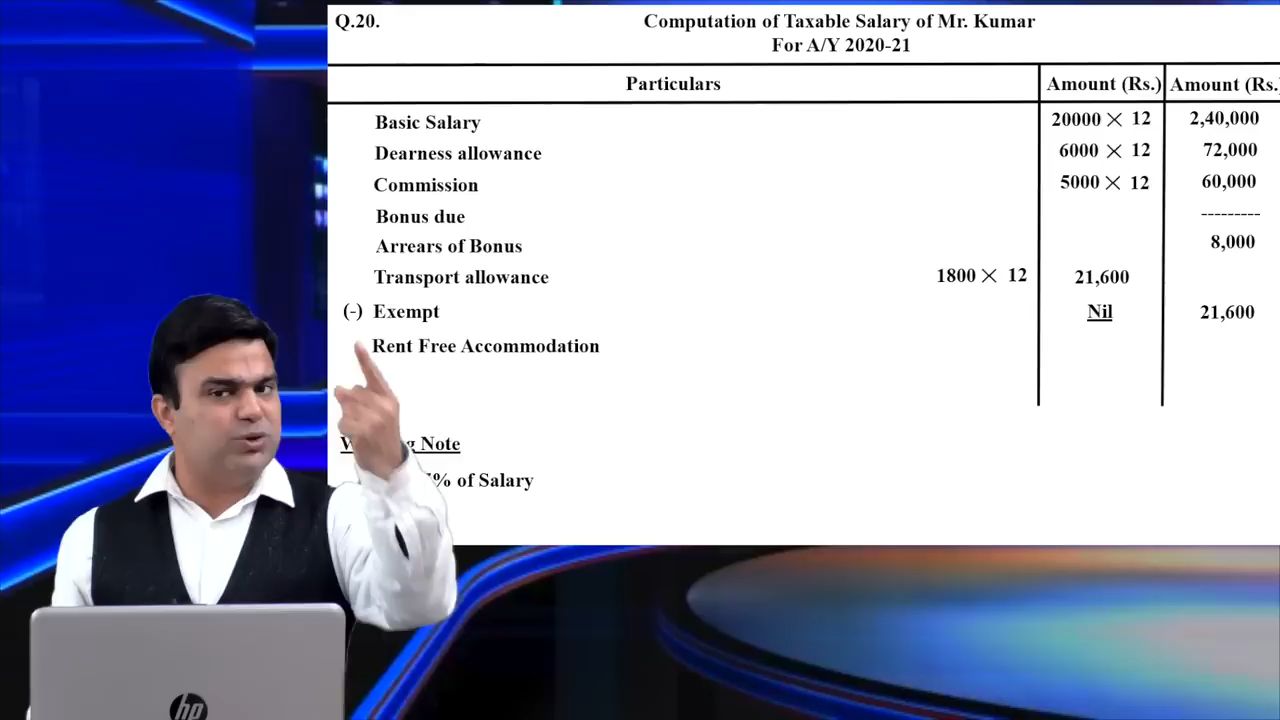 Q.20. Computation of Taxable Salary of Mr. Kumar
For A/Y 2020-21
Particulars Amount (Rs.) Amount (Rs.
Basic Salary 20000 × 12 2,40,000
Dearness allowance 6000 × 12 72,000
Commission 5000 × 12 60,000
Bonus due ---------
Arrears of Bonus 8,000
Transport allowance 1800 × 12 21,600
(-) Exempt Nil 21,600
Rent Free Accommodation
Note
% of Salary
hp